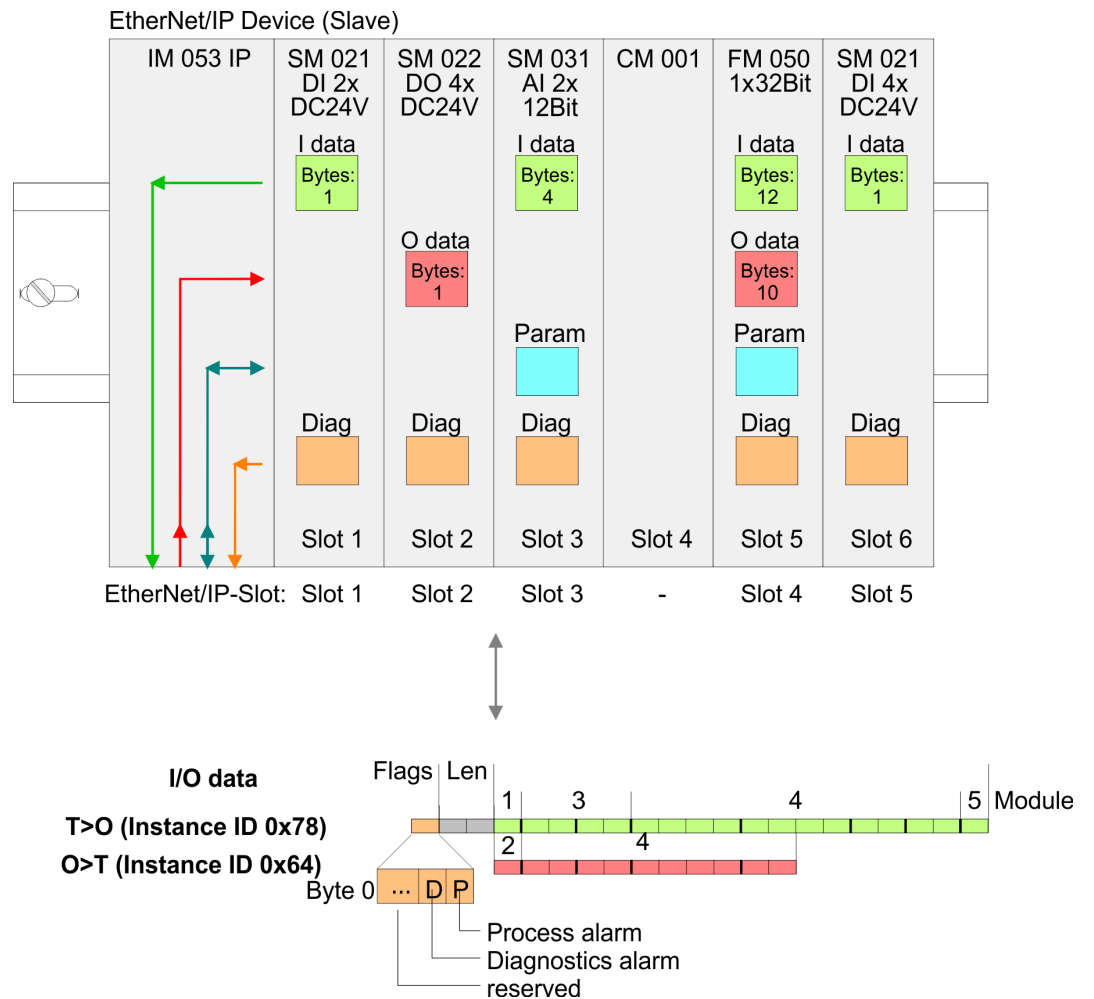 EtherNet/IP Device (Slave)
IM 053 IP
SM 021
DI 2x
DC24V
SM 022
DO 4x
DC24V
SM 031
AI 2x
12Bit
CM 001
FM 050
1x32Bit
SM 021
DI 4x
DC24V
I data
I data
I data
I data
Bytes:
1
Bytes:
4
Bytes:
12
Bytes:
1
O data
O data
Bytes:
1
Bytes:
10
Param
Param
Diag
Diag
Diag
Diag
Diag
Slot 1
Slot 2
Slot 3
Slot 4
Slot 5
Slot 6
EtherNet/IP-Slot: Slot 1 Slot 2 Slot 3 - Slot 4 Slot 5
I/O data
Flags Len
1 3 4 5 Module
T>O (Instance ID 0x78)
2 4
O>T (Instance ID 0x64)
Byte 0 ... D P
Process alarm
Diagnostics alarm
reserved